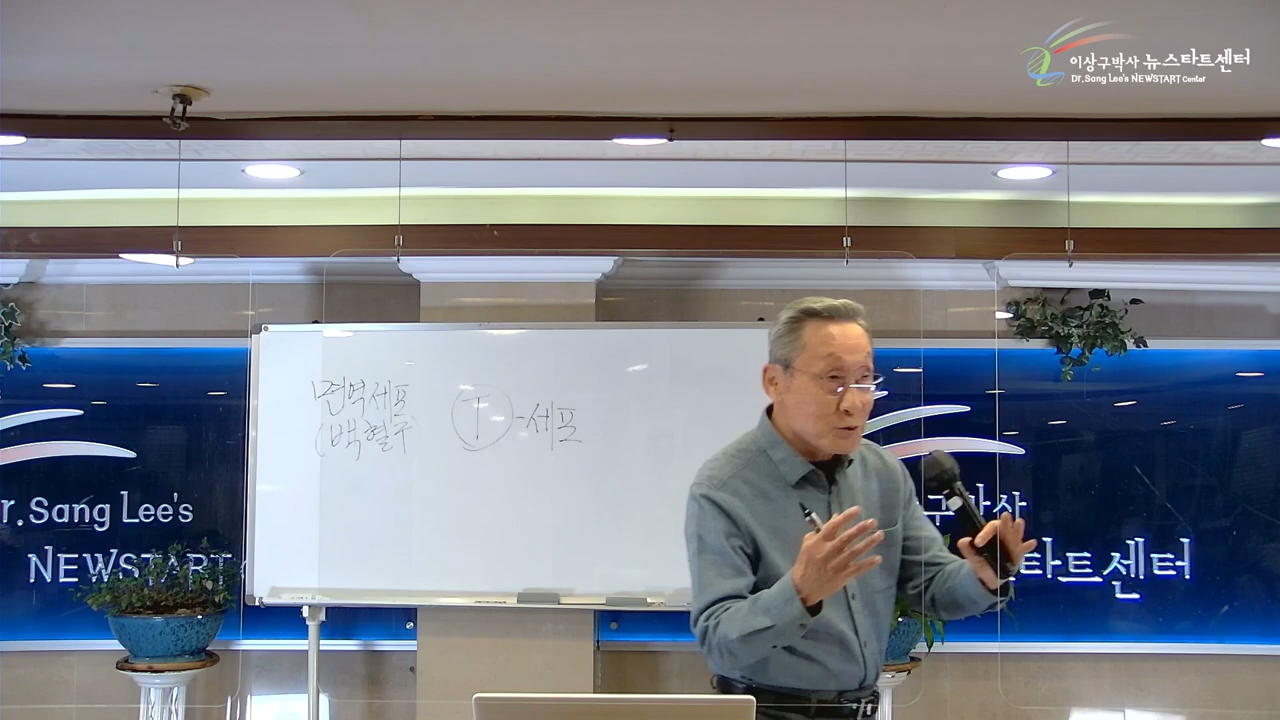 이상구박사 뉴스타트센터
Dr. Sang Lee's NEWSTART Center
면역세포
(백혈구)
T-세포
Dr. Sang Lee's
NEWSTART
구박사
타트센터